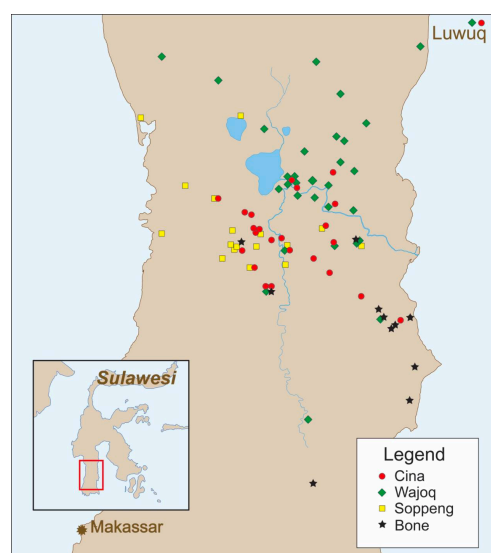 Luwuq
Sulawesi
Makassar
Legend
Cina
Wajoq
Soppeng
Bone